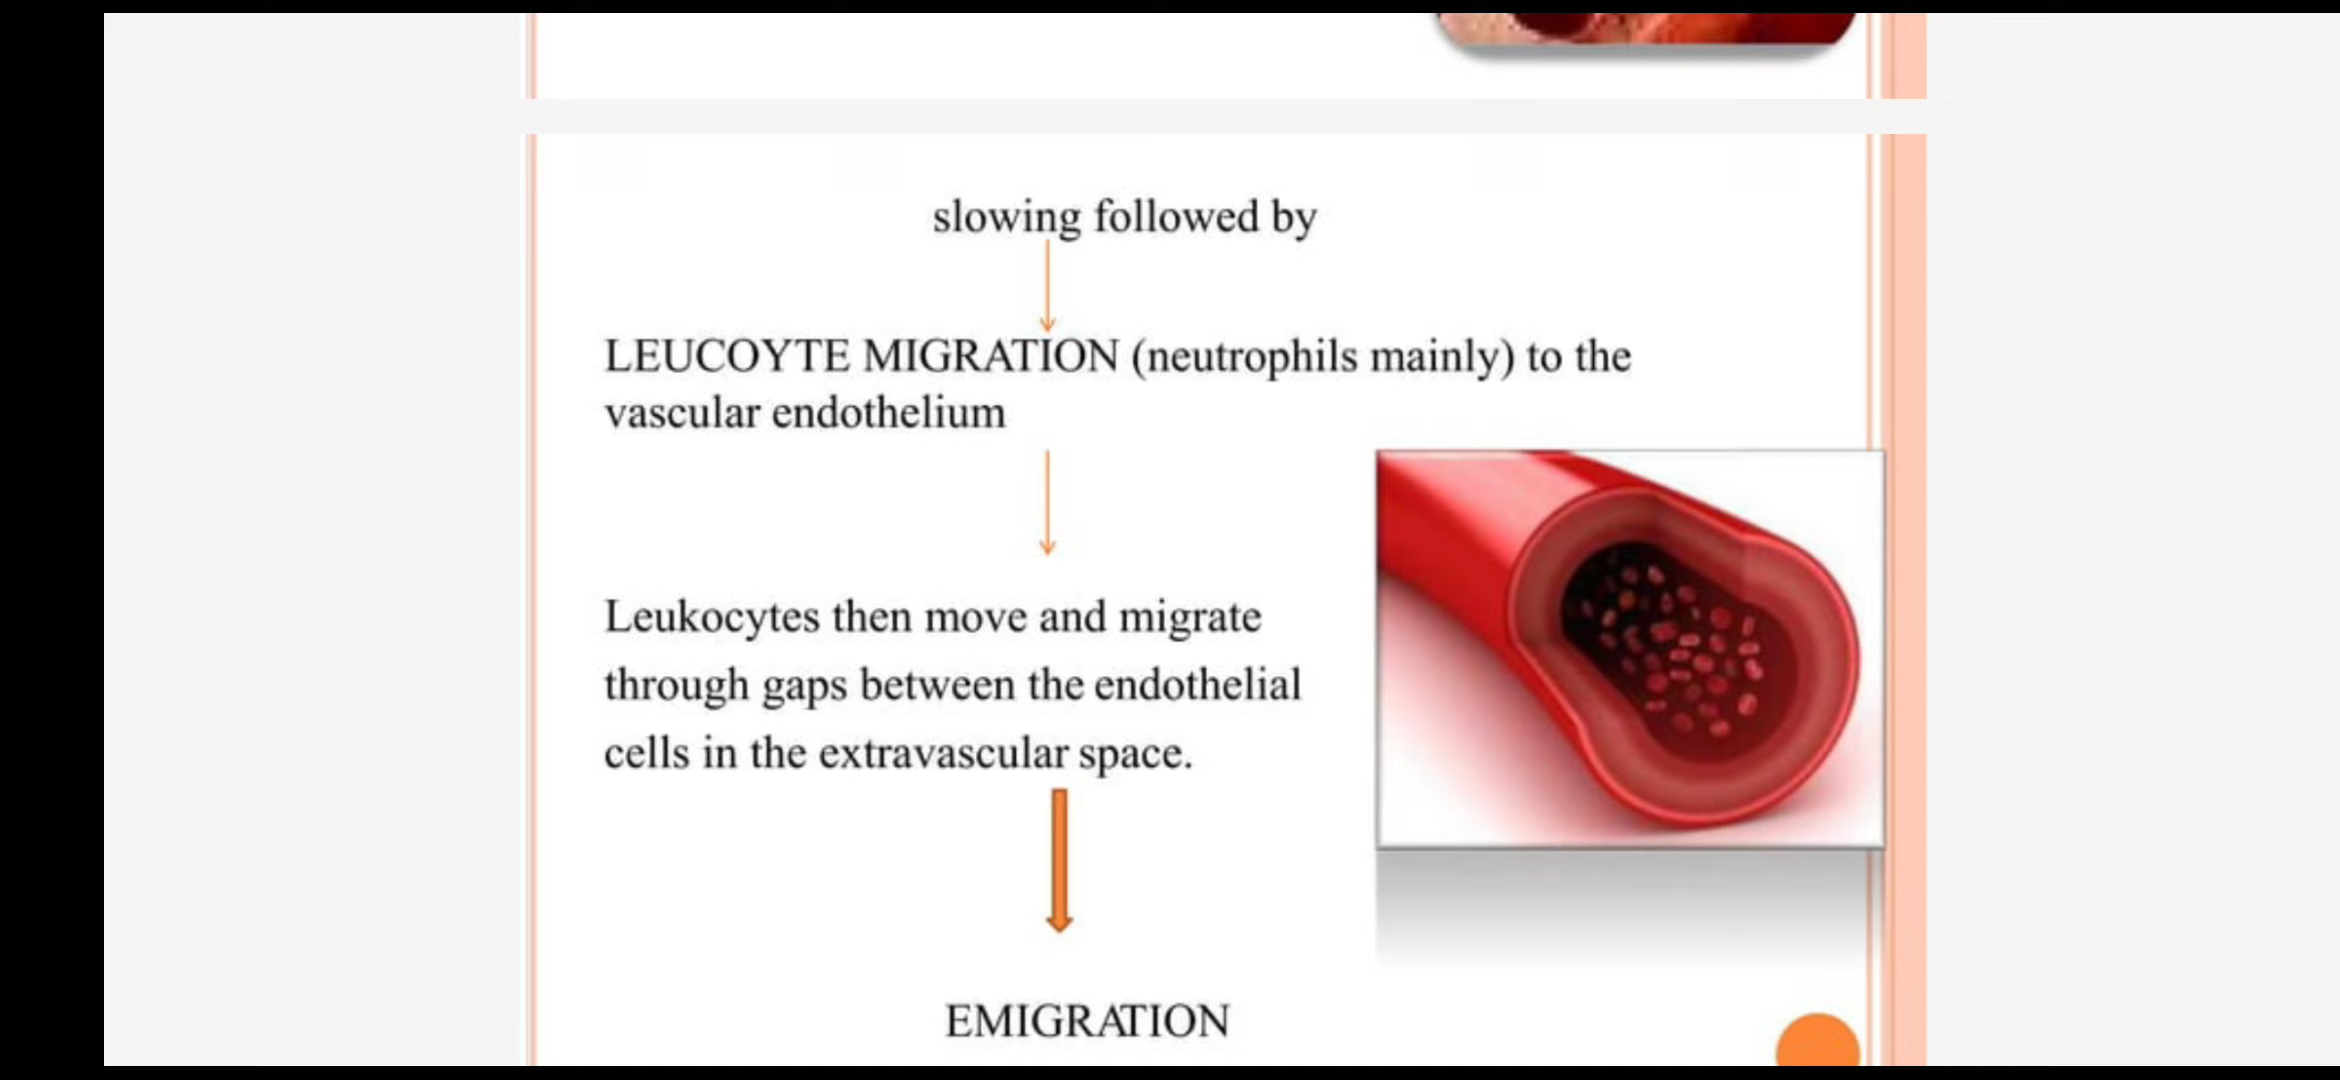 slowing followed by
LEUCOYTE MIGRATION (neutrophils mainly) to the
vascular endothelium
Leukocytes then move and migrate
through gaps between the endothelial
cells in the extravascular space.
EMIGRATION